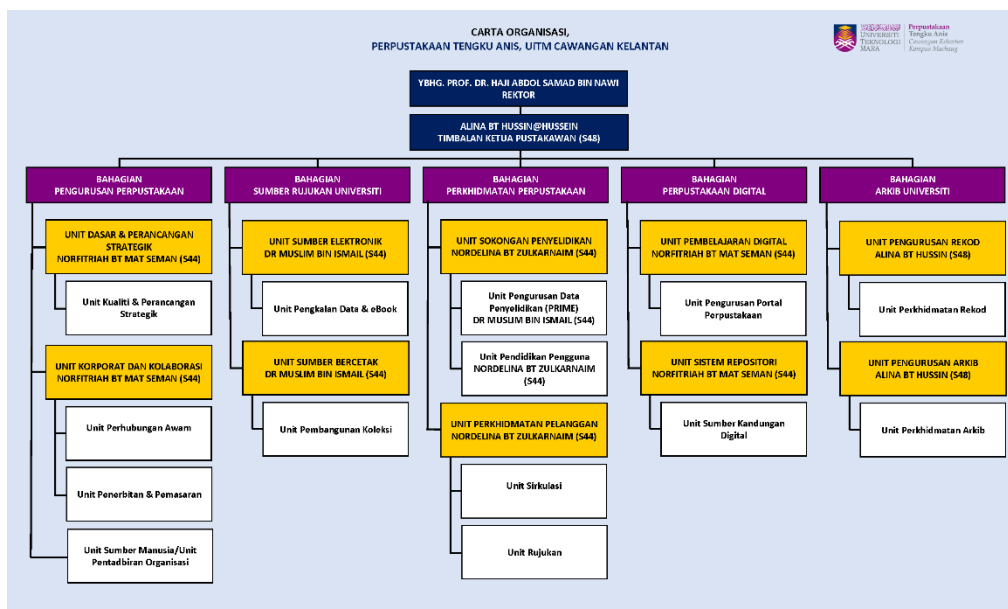 CARTA ORGANISASI,
PERPUSTAKAAN TENGKU ANIS, UITM CAWANGAN KELANTAN
UNIVERSITI
TEKNOLOGI
MARA
Perpustakaan
Tengku Anis
Cawangan Kelantan
Kampus Machang
YBHG. PROF. DR. HAJI ABDOL SAMAD BIN NAWI
REKTOR
ALINA BT HUSSIN@HUSSEIN
TIMBALAN KETUA PUSTAKAWAN (S48)
BAHAGIAN
PENGURUSAN PERPUSTAKAAN
UNIT DASAR & PERANCANGAN
STRATEGIK
NORFITRIAH BT MAT SEMAN (S44)
Unit Kualiti & Perancangan
Strategik
UNIT KORPORAT DAN KOLABORASI
NORFITRIAH BT MAT SEMAN (S44)
Unit Perhubungan Awam
Unit Penerbitan & Pemasaran
Unit Sumber Manusia/Unit
Pentadbiran Organisasi
BAHAGIAN
SUMBER RUJUKAN UNIVERSITI
UNIT SUMBER ELEKTRONIK
DR MUSLIM BIN ISMAIL (S44)
Unit Pengkalan Data & eBook
UNIT SUMBER BERCETAK
DR MUSLIM BIN ISMAIL (S44)
Unit Pembangunan Koleksi
BAHAGIAN
PERKHIDMATAN PERPUSTAKAAN
UNIT SOKONGAN PENYELIDIKAN
NORDELINA BT ZULKARNAIM (S44)
Unit Pengurusan Data
Penyelidikan (PRIME)
DR MUSLIM BIN ISMAIL (S44)
Unit Pendidikan Pengguna
NORDELINA BT ZULKARNAIM
(S44)
UNIT PERKHIDMATAN PELANGGAN
NORDELINA BT ZULKARNAIM (S44)
Unit Sirkulasi
Unit Rujukan
BAHAGIAN
PERPUSTAKAAN DIGITAL
UNIT PEMBELAJARAN DIGITAL
NORFITRIAH BT MAT SEMAN (S44)
Unit Pengurusan Portal
Perpustakaan
UNIT SISTEM REPOSITORI
NORFITRIAH BT MAT SEMAN (S44)
Unit Sumber Kandungan
Digital
BAHAGIAN
ARKIB UNIVERSITI
UNIT PENGURUSAN REKOD
ALINA BT HUSSIN (S48)
Unit Perkhidmatan Rekod
UNIT PENGURUSAN ARKIB
ALINA BT HUSSIN (S48)
Unit Perkhidmatan Arkib